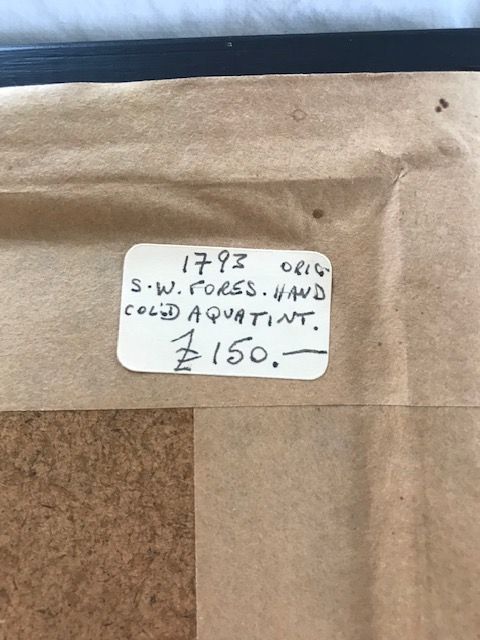 1793 ORIG
S.W. FORES. HAND
COL'D AQUATINT.
£150.—